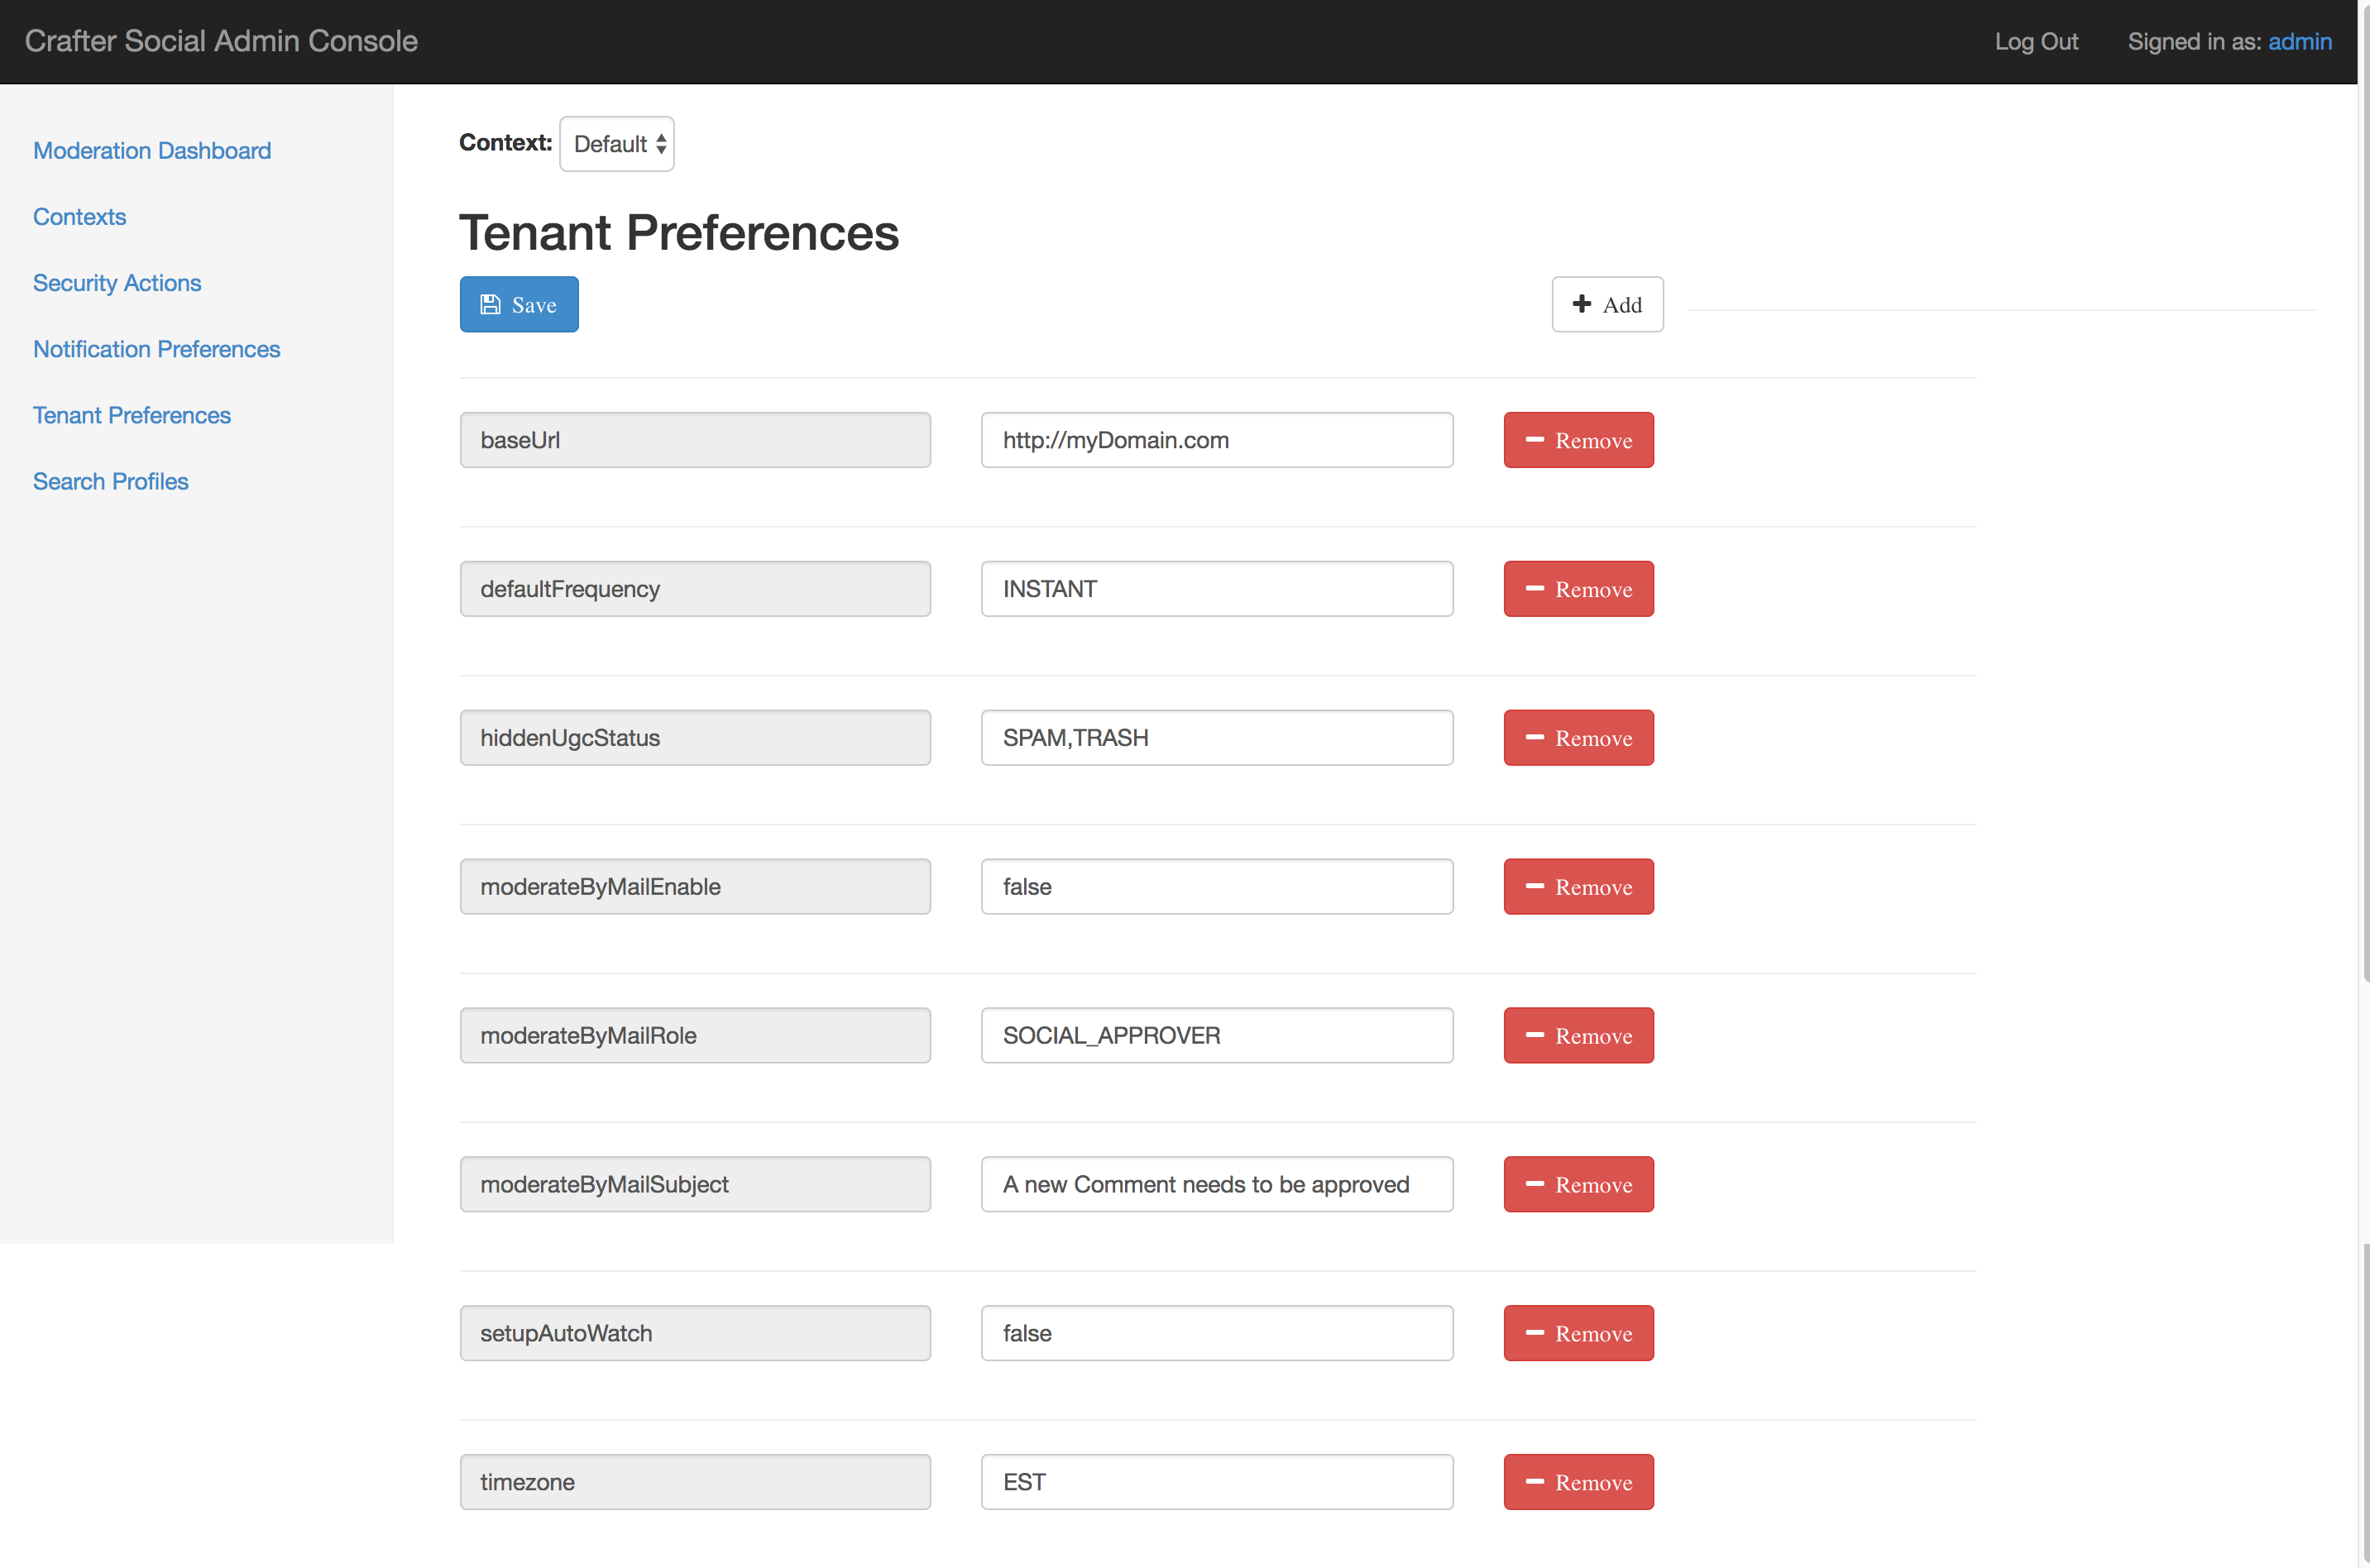 Crafter Social Admin Console
Log Out
Signed in as: admin
Moderation Dashboard
Contexts
Security Actions
Notification Preferences
Tenant Preferences
Search Profiles
Context: Default
Tenant Preferences
Save
Add
baseUrl
http://myDomain.com
Remove
defaultFrequency
INSTANT
Remove
hiddenUgcStatus
SPAM,TRASH
Remove
moderateByMailEnable
false
Remove
moderateByMailRole
SOCIAL_APPROVER
Remove
moderateByMailSubject
A new Comment needs to be approved
Remove
setupAutoWatch
false
Remove
timezone
EST
Remove